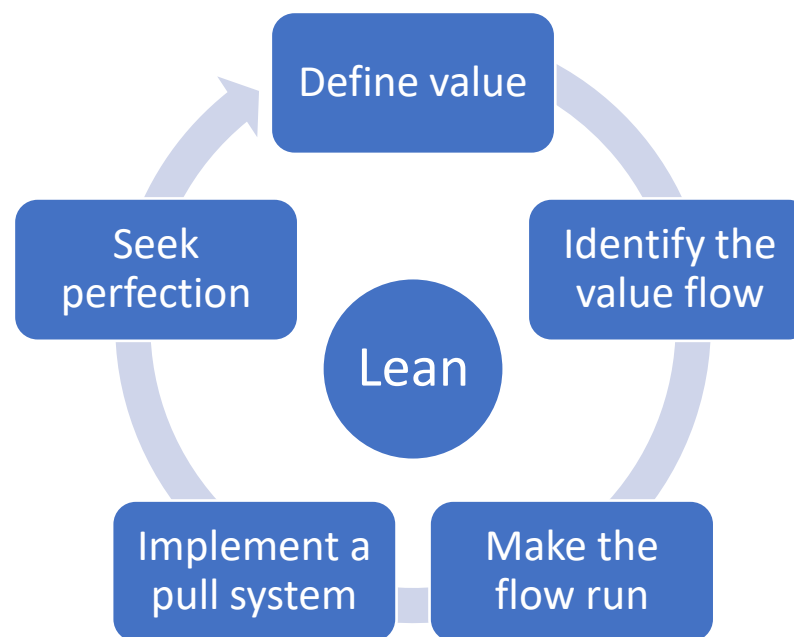 Define value
Identify the
value flow
Make the
flow run
Implement a
pull system
Seek
perfection
Lean